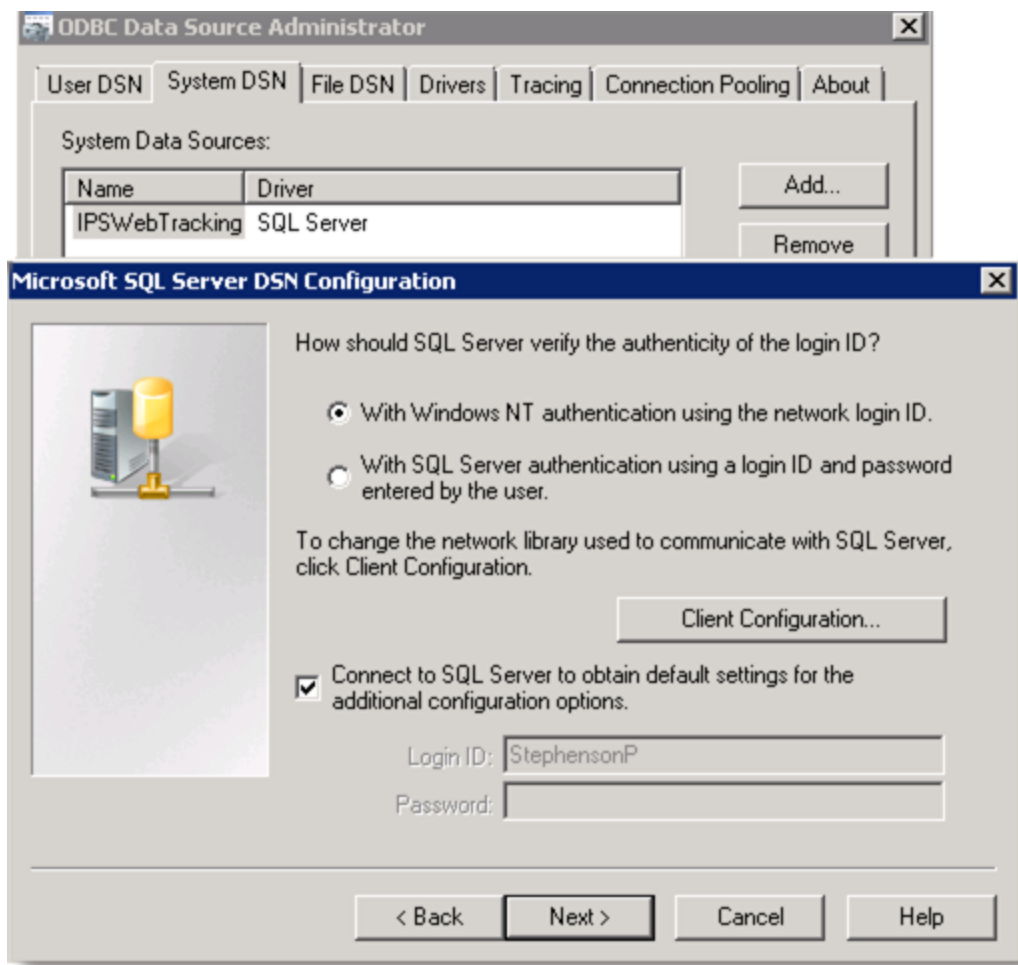 ODBC Data Source Administrator
User DSN System DSN File DSN Drivers Tracing Connection Pooling About
System Data Sources:
Name Driver Add...
IPSWebTracking SQL Server
Remove
Microsoft SQL Server DSN Configuration
How should SQL Server verify the authenticity of the login ID?
With Windows NT authentication using the network login ID.
With SQL Server authentication using a login ID and password
entered by the user.
To change the network library used to communicate with SQL Server,
click Client Configuration.
Client Configuration...
Connect to SQL Server to obtain default settings for the
additional configuration options.
Login ID: StephensonP
Password:
< Back Next > Cancel Help